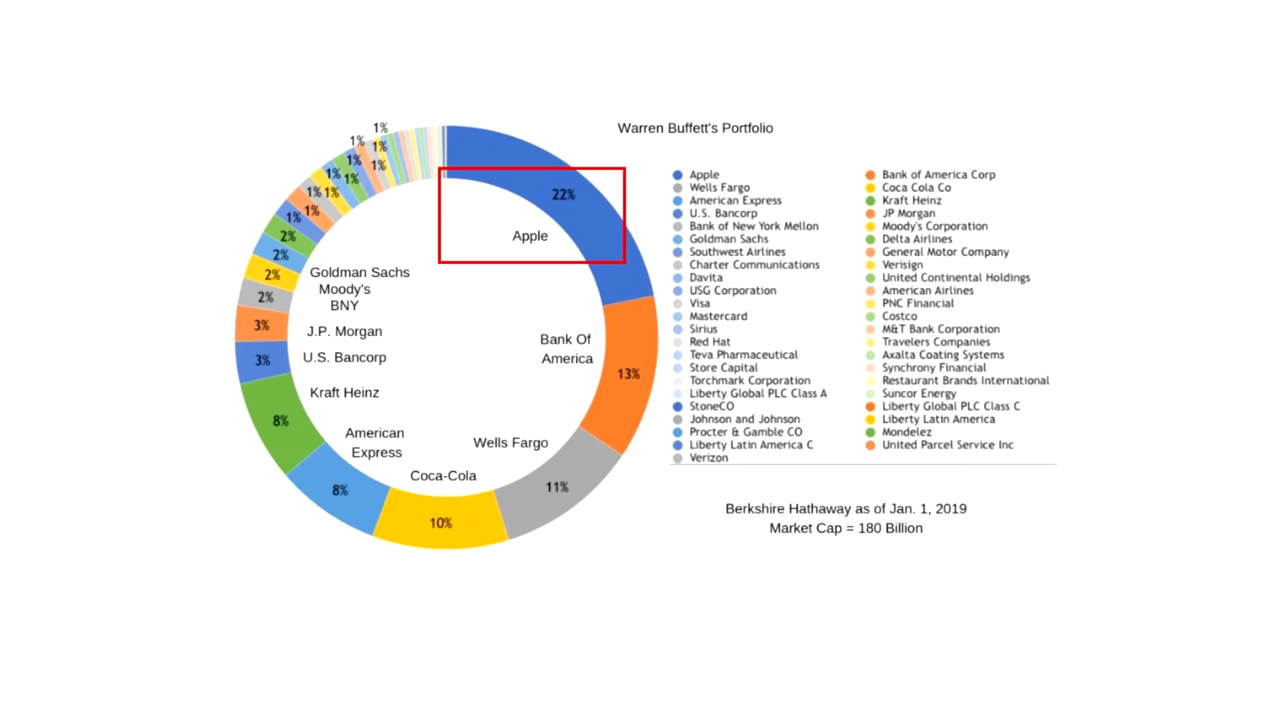 Warren Buffett's Portfolio
1%
1%
1%
1%
1%
1%
1%
1%
1%
1%
1%
1%
2%
2%
2%
2%
3%
3%
8%
8%
10%
11%
13%
22%
Apple
Goldman Sachs
Moody's
BNY
J.P. Morgan
U.S. Bancorp
Kraft Heinz
American
Express
Coca-Cola
Wells Fargo
Bank Of
America
Apple
Bank of America Corp
Wells Fargo
Coca Cola Co
American Express
Kraft Heinz
U.S. Bancorp
JP Morgan
Bank of New York Mellon
Moody's Corporation
Goldman Sachs
Delta Airlines
Southwest Airlines
General Motor Company
Charter Communications
Verisign
Davita
United Continental Holdings
USG Corporation
American Airlines
Visa
PNC Financial
Mastercard
Costco
Sirius
M&T Bank Corporation
Red Hat
Travelers Companies
Teva Pharmaceutical
Axalta Coating Systems
Store Capital
Synchrony Financial
Torchmark Corporation
Restaurant Brands International
Liberty Global PLC Class A
Suncor Energy
StoneCO
Liberty Global PLC Class C
Johnson and Johnson
Liberty Latin America
Procter & Gamble CO
Mondelez
Liberty Latin America C
United Parcel Service Inc
Verizon
Berkshire Hathaway as of Jan. 1, 2019
Market Cap = 180 Billion